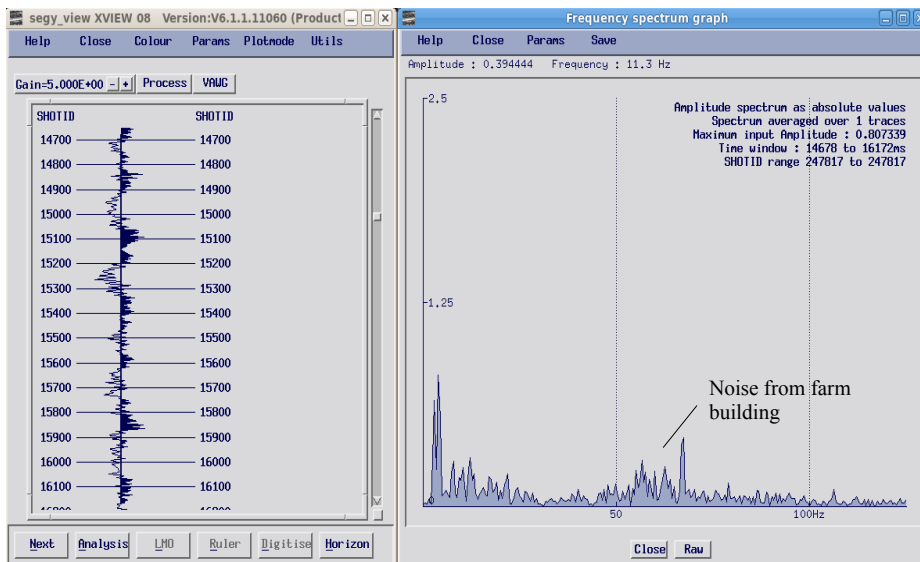 segy_view XVIEW 08 Version:V6.1.1.11060 (Product
Help Close Colour Params Plotmode Utils
Gain=5.000E+00 - + Process VAWG
SHOTID SHOTID
14700 14700
14800 14800
14900 14900
15000 15000
15100 15100
15200 15200
15300 15300
15400 15400
15500 15500
15600 15600
15700 15700
15800 15800
15900 15900
16000 16000
16100 16100
Next Analysis LMO Ruler Digitise Horizon
Frequency spectrum graph
Help Close Params Save
Amplitude : 0.394444 Frequency : 11.3 Hz
2.5
Amplitude spectrum as absolute values
Spectrum averaged over 1 traces
Maximum input Amplitude : 0.807339
Time window : 14678 to 16172ms
SHOTID range 247817 to 247817
1.25
Noise from farm
building
50 100Hz
Close Raw